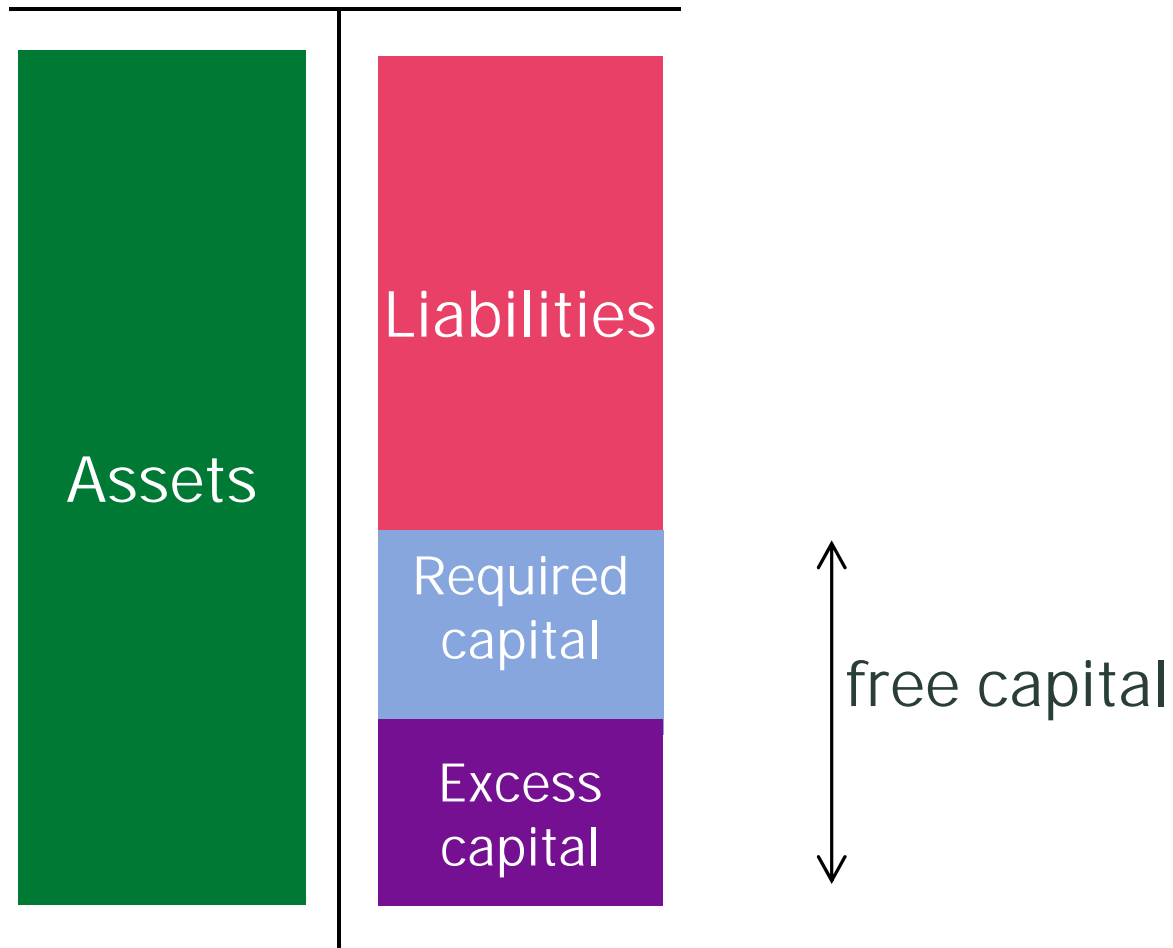 Assets
Liabilities
Required
capital
Excess
capital
free capital